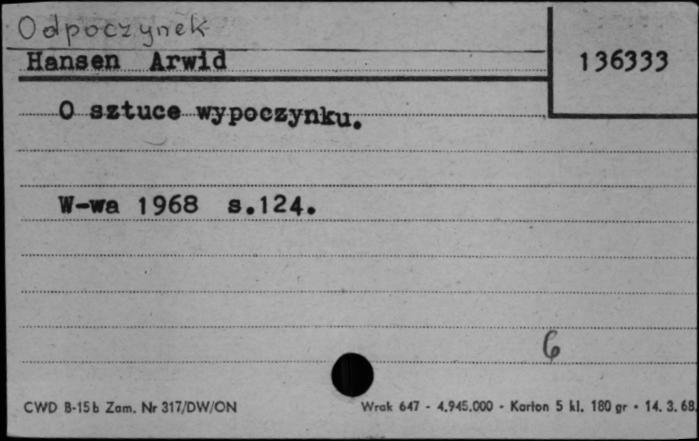 Odpoczynek
Hansen Arwid
136333
O sztuce wypoczynku.
W-wa 1968 s.124.
6
CWD B-15b Zam. Nr 317/DW/ON
Wrak 647 - 4.945.000 - Karton 5 kl. 180 gr - 14. 3. 68.